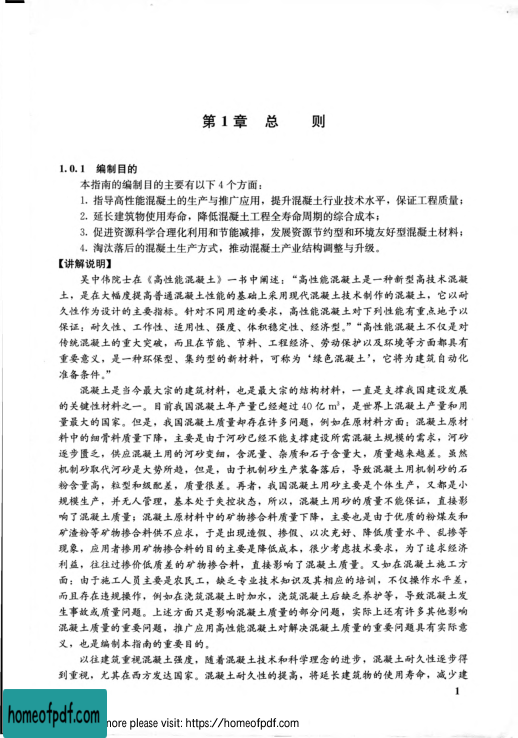 第 1 章 总 则
1.0.1 编制目的
本指南的编制目的主要有以下 4 个方面：
1. 指导高性能混凝土的生产与推广应用，提升混凝土行业技术水平，保证工程质量；
2. 延长建筑物使用寿命，降低混凝土工程全寿命周期的综合成本；
3. 促进资源科学合理化利用和节能减排，发展资源节约型和环境友好型混凝土材料；
4. 淘汰落后的混凝土生产方式，推动混凝土产业结构调整与升级。
【讲解说明】
吴中伟院士在《高性能混凝土》一书中阐述：“高性能混凝土是一种新型高技术混凝
土，是在大幅度提高普通混凝土性能的基础上采用现代混凝土技术制作的混凝土，它以耐
久性作为设计的主要指标。针对不同用途的要求，高性能混凝土对下列性能有重点地予以
保证：耐久性、工作性、适用性、强度、体积稳定性、经济型。”“高性能混凝土不仅是对
传统混凝土的重大突破，而且在节能、节料、工程经济、劳动保护以及环境等方面都具有
重要意义，是一种环保型、集约型的新材料，可称为‘绿色混凝土’，它将为建筑自动化
准备条件。”
混凝土是当今最大宗的建筑材料，也是最大宗的结构材料，一直是支撑我国建设发展
的关键性材料之一。目前我国混凝土年产量已经超过 40 亿 m³，是世界上混凝土产量和用
量最大的国家。但是，我国混凝土质量却存在许多问题，例如在原材料方面：混凝土原材
料中的细骨料质量下降，主要是由于河砂已经不能支撑建设所需混凝土规模的需求，河砂
逐步匮乏，供应混凝土用的河砂变细，含泥量、杂质和石子含量大，质量越来越差。虽然
机制砂取代河砂是大势所趋，但是，由于机制砂生产装备落后，导致混凝土用机制砂的石
粉含量高，粒型和级配差，质量很差。再者，我国混凝土用砂主要是个体生产，又都是小
规模生产，并无人管理，基本处于失控状态，所以，混凝土用砂的质量不能保证，直接影
响了混凝土质量；混凝土原材料中的矿物掺合料质量下降，主要也是由于优质的粉煤灰和
矿渣粉等矿物掺合料供不应求，于是出现造假、掺假、以次充好、降低质量水平、乱掺等
现象，应用者掺用矿物掺合料的目的主要是降低成本，很少考虑技术要求，为了追求经济
利益，往往过掺价低质差的矿物掺合料，直接影响了混凝土质量。又如在混凝土施工方
面：由于施工人员主要是农民工，缺乏专业技术知识及其相应的培训，不仅操作水平差，
而且存在违规操作，例如在浇筑混凝土时加水，浇筑混凝土后缺乏养护等，导致混凝土发
生事故或质量问题。上述方面只是影响混凝土质量的部分问题，实际上还有许多其他影响
混凝土质量的重要问题，推广应用高性能混凝土对解决混凝土质量的重要问题具有实际意
义，也是编制本指南的重要目的。
以往建筑重视混凝土强度，随着混凝土技术和科学理念的进步，混凝土耐久性逐步得
到重视，尤其在西方发达国家。混凝土耐久性的提高，将延长建筑物的使用寿命，减少建
1
homeofpdf.com
more please visit: https://homeofpdf.com